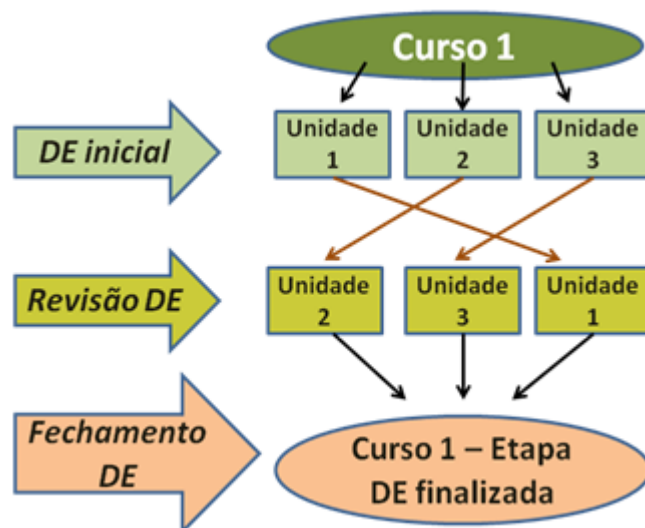 Curso 1
DE inicial
Unidade
1
Unidade
2
Unidade
3
Revisão DE
Unidade
2
Unidade
3
Unidade
1
Fechamento
DE
Curso 1 – Etapa
DE finalizada